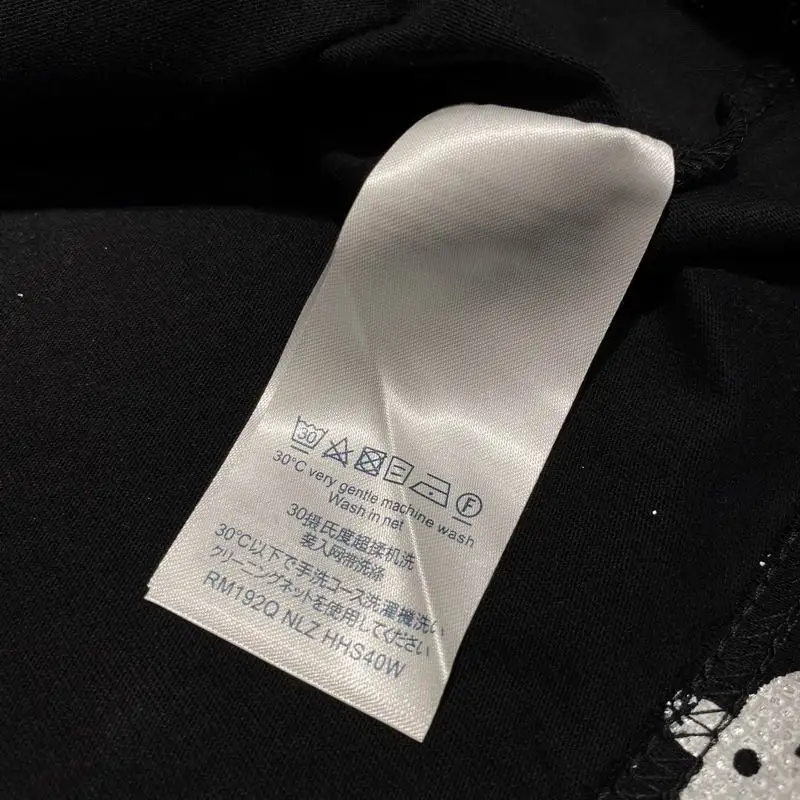 30 F
30°C very gentle machine wash
Wash in net
30摄氏度超揉机洗
装入网带洗涤
30°C以下で手洗コース洗濯機洗い
クリーニングネットを使用してください
RM192Q NLZ HHS40W